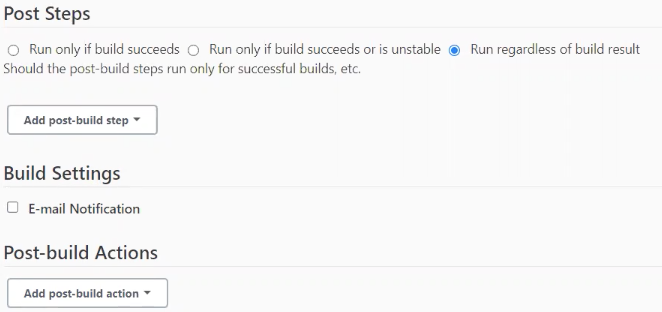 Post Steps
Run only if build succeeds Run only if build succeeds or is unstable Run regardless of build result
Should the post-build steps run only for successful builds, etc.
Add post-build step
Build Settings
E-mail Notification
Post-build Actions
Add post-build action